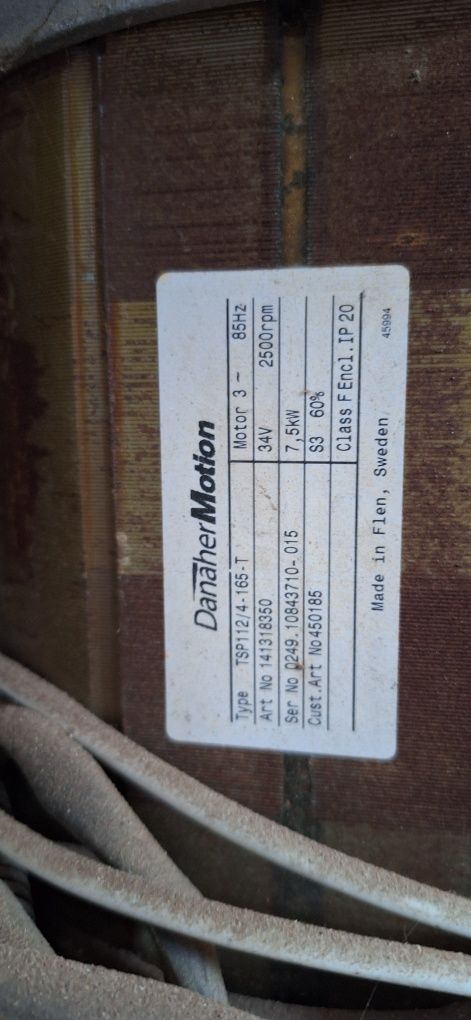 DanaherMotion
Type TSP112/4-165-T Motor 3 ~ 85Hz
Art No 141318350 34V 2500rpm
Ser No 0249.10843710-015 7,5kW
Cust.Art No450185 S3 60%
Class F Encl.IP 20
Made in Flen, Sweden 45994